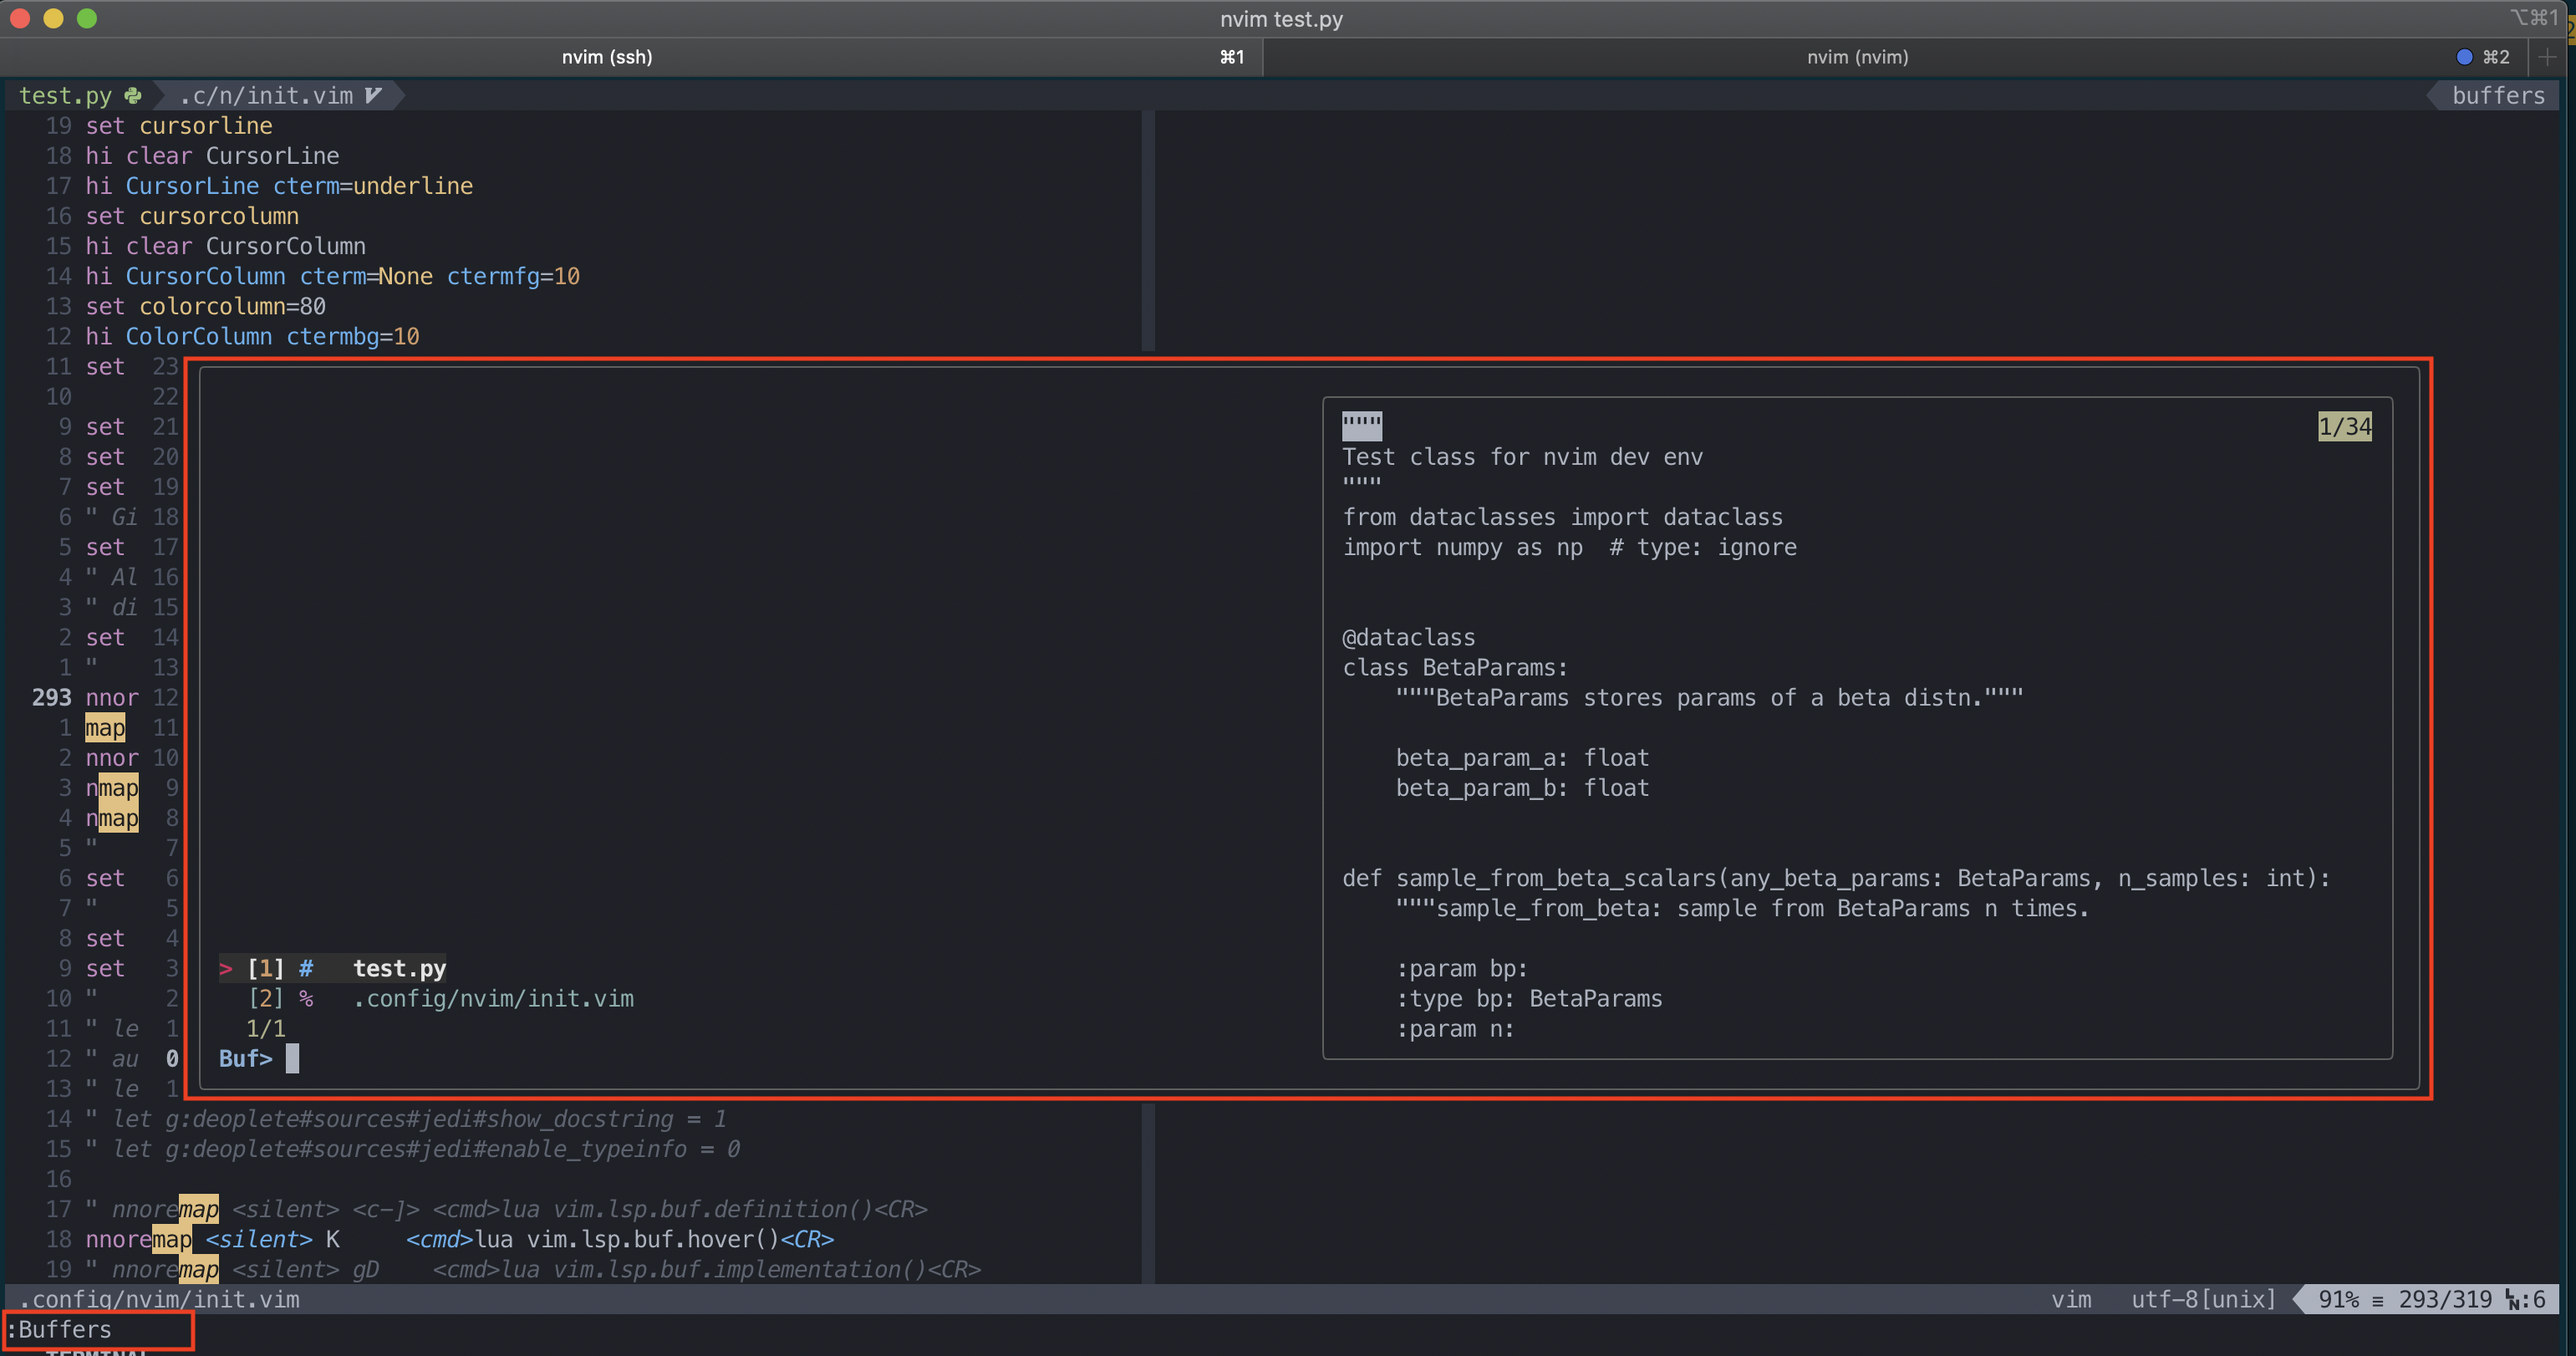 nvim test.py ⌥⌘1
nvim (ssh) ⌘1 nvim (nvim) ⌘2 +
test.py .c/n/init.vim buffers
19 set cursorline
18 hi clear CursorLine
17 hi CursorLine cterm=underline
16 set cursorcolumn
15 hi clear CursorColumn
14 hi CursorColumn cterm=None ctermfg=10
13 set colorcolumn=80
12 hi ColorColumn ctermbg=10
11 set 23
10 22
9 set 21 """ 1/34
8 set 20 Test class for nvim dev env
7 set 19 """
6 " Gi 18 from dataclasses import dataclass
5 set 17 import numpy as np  # type: ignore
4 " Al 16
3 " di 15
2 set 14 @dataclass
1 " 13 class BetaParams:
293 nnor 12 """BetaParams stores params of a beta distn."""
1 map 11
2 nnor 10 beta_param_a: float
3 nmap 9 beta_param_b: float
4 nmap 8
5 " 7
6 set 6 def sample_from_beta_scalars(any_beta_params: BetaParams, n_samples: int):
7 " 5 """sample_from_beta: sample from BetaParams n times.
8 set 4
9 set 3 > [1] # test.py :param bp:
10 " 2 [2] % .config/nvim/init.vim :type bp: BetaParams
11 " le 1 1/1 :param n:
12 " au 0 Buf>
13 " le 1
14 " let g:deoplete#sources#jedi#show_docstring = 1
15 " let g:deoplete#sources#jedi#enable_typeinfo = 0
16
17 " nnoremap <silent> <c-]> <cmd>lua vim.lsp.buf.definition()<CR>
18 nnoremap <silent> K <cmd>lua vim.lsp.buf.hover()<CR>
19 " nnoremap <silent> gD <cmd>lua vim.lsp.buf.implementation()<CR>
.config/nvim/init.vim vim utf-8[unix] 91% ≡ 293/319 :6
:Buffers
TERMINAL